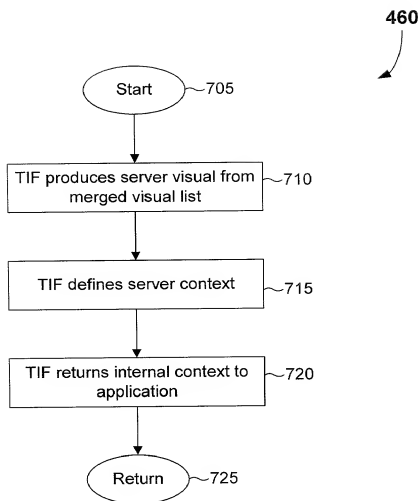 460
Start 705
TIF produces server visual from
merged visual list
710
TIF defines server context 715
TIF returns internal context to
application
720
Return 725